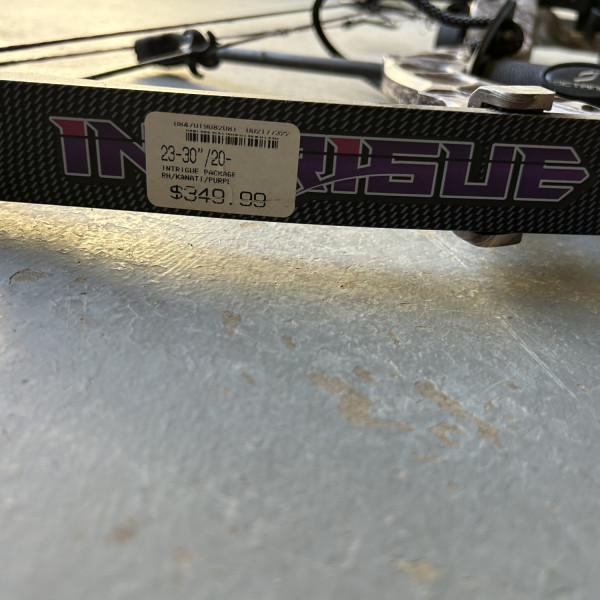 INTRIGUE
23-30"/20-
INTRIGUE PACKAGE
RH/KANATI/PURPL
$349.99